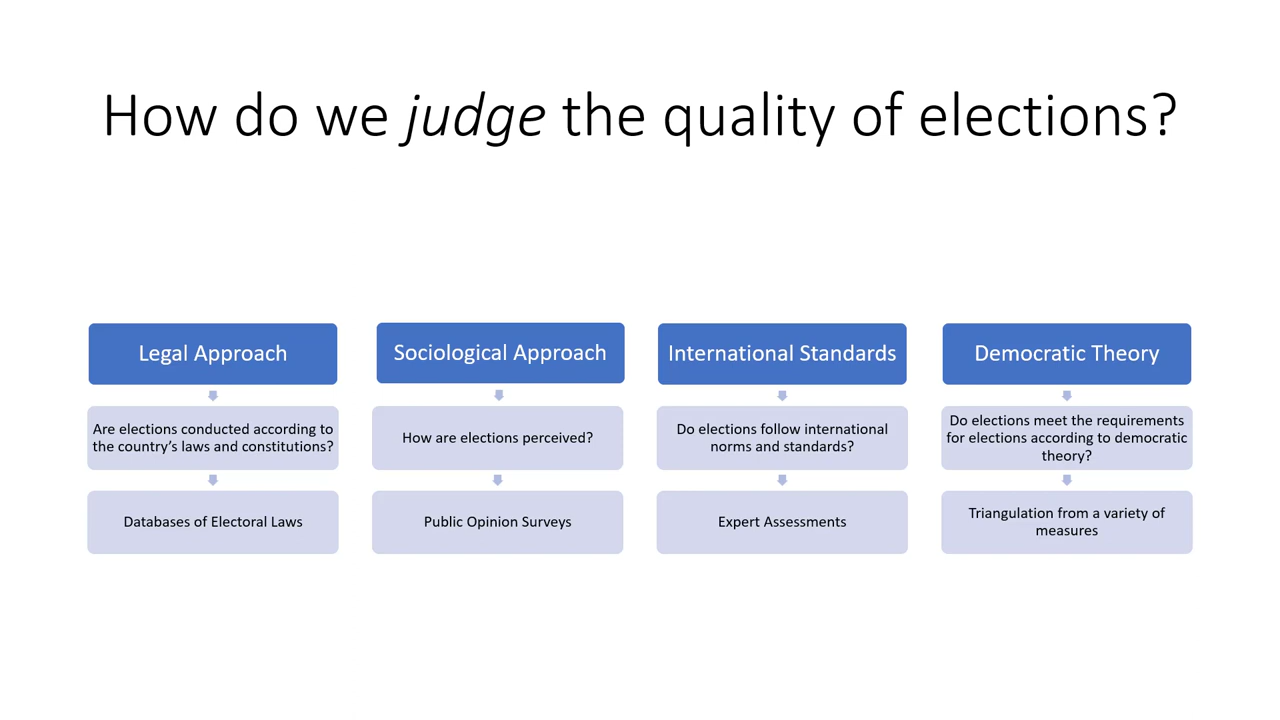 How do we judge the quality of elections?
Legal Approach
Are elections conducted according to
the country’s laws and constitutions?
Databases of Electoral Laws
Sociological Approach
How are elections perceived?
Public Opinion Surveys
International Standards
Do elections follow international
norms and standards?
Expert Assessments
Democratic Theory
Do elections meet the requirements
for elections according to democratic
theory?
Triangulation from a variety of
measures